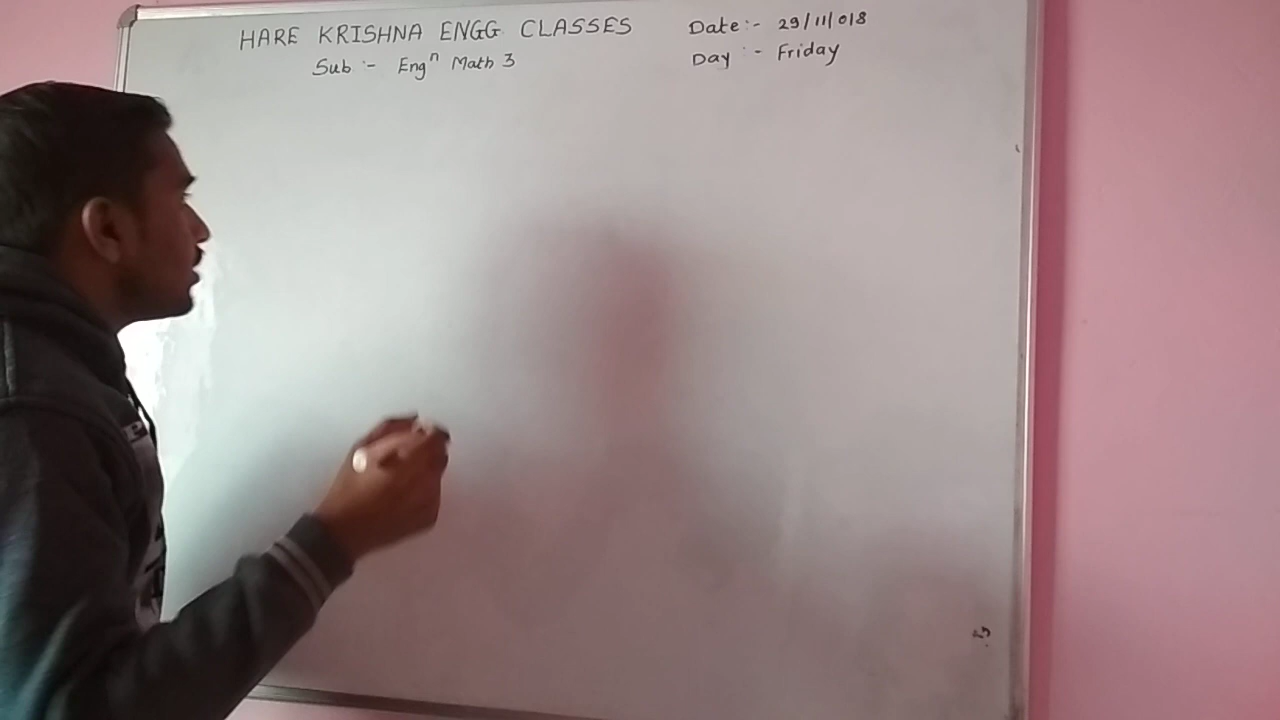 HARE KRISHNA ENGG CLASSES
Sub :- Engⁿ Math 3
Date:- 29/11/018
Day :- Friday